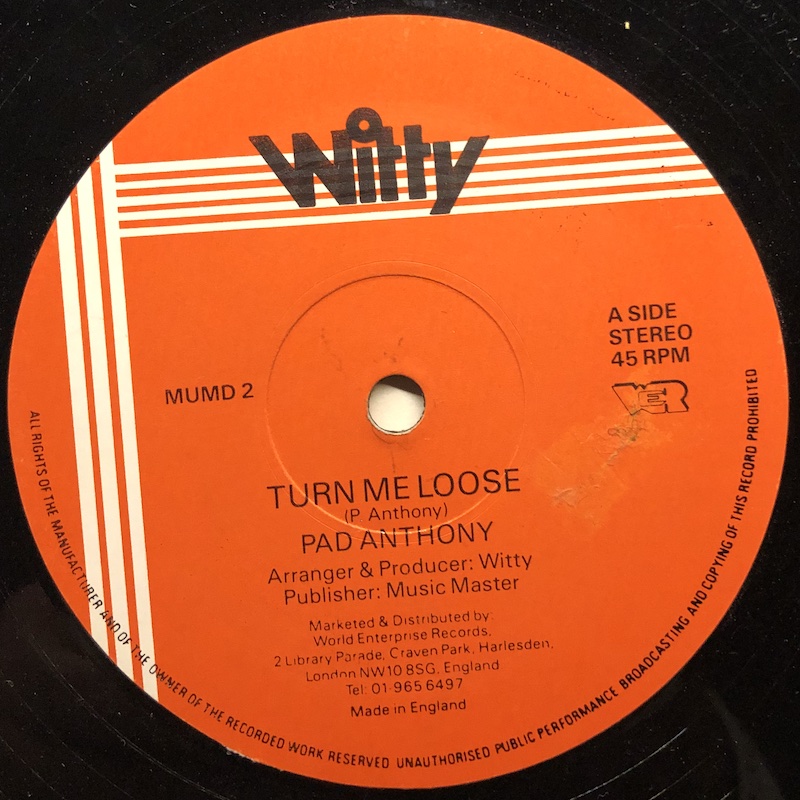 Witty
A SIDE
STEREO
45 RPM
MUMD 2
WER
TURN ME LOOSE
(P. Anthony)
PAD ANTHONY
Arranger & Producer: Witty
Publisher: Music Master
Marketed & Distributed by:
World Enterprise Records,
2 Library Parade, Craven Park, Harlesden,
London NW10 8SG, England
Tel: 01-965 6497
Made in England
ALL RIGHTS OF THE MANUFACTURER AND OF THE OWNER OF THE RECORDED WORK RESERVED UNAUTHORISED PUBLIC PERFORMANCE BROADCASTING AND COPYING OF THIS RECORD PROHIBITED